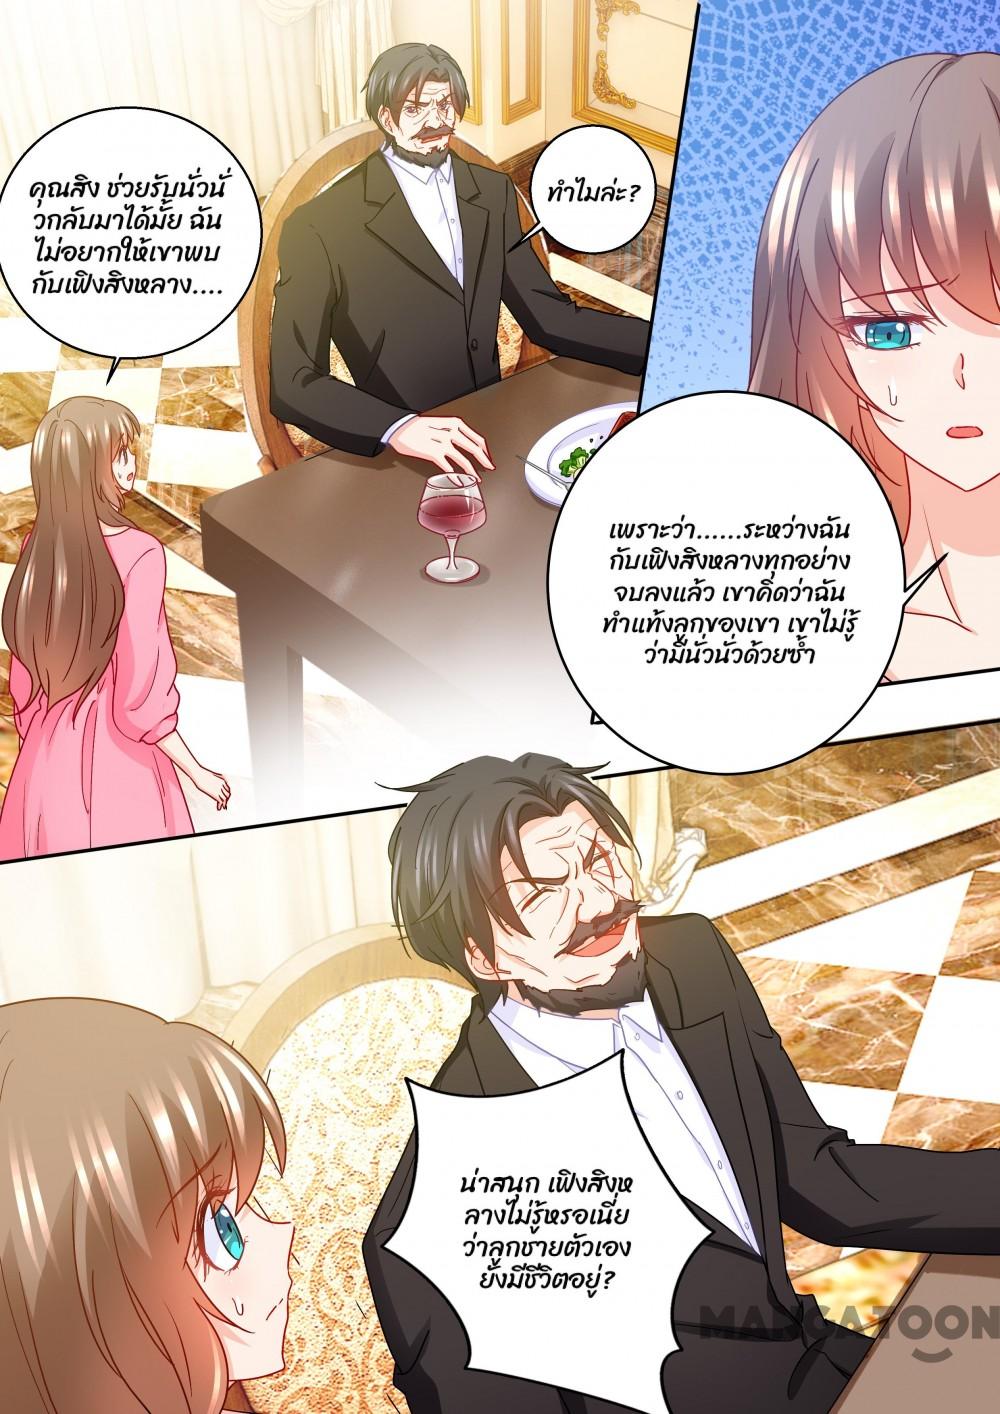 คุณสิง ช่วยรับนั่วนั่
วกลับมาได้มั้ย ฉัน
ไม่อยากให้เขาพบ
กับเฟิงสิงหลาง....
ทำไมล่ะ?
เพราะว่า......ระหว่างฉัน
กับเฟิงสิงหลางทุกอย่าง
จบลงแล้ว เขาคิดว่าฉัน
ทำแท้งลูกของเขา เขาไม่รู้
ว่ามีนั่วนั่วด้วยซ้ำ
น่าสนุก เฟิงสิงห
ลางไม่รู้หรอเนี่ย
ว่าลูกชายตัวเอง
ยังมีชีวิตอยู่?
MANGATOON